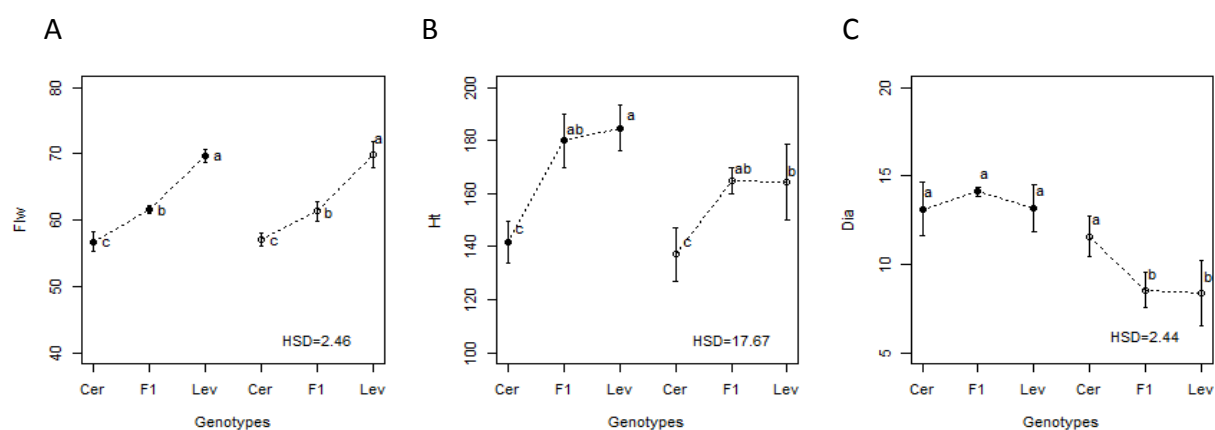 A
B
C
Flw
80
70
60
50
40
c
b
a
c
b
a
HSD=2.46
Cer
F1
Lev
Cer
F1
Lev
Genotypes
Ht
200
180
160
140
120
100
c
ab
a
c
ab
b
HSD=17.67
Cer
F1
Lev
Cer
F1
Lev
Genotypes
Dia
20
15
10
5
a
a
a
a
b
b
HSD=2.44
Cer
F1
Lev
Cer
F1
Lev
Genotypes